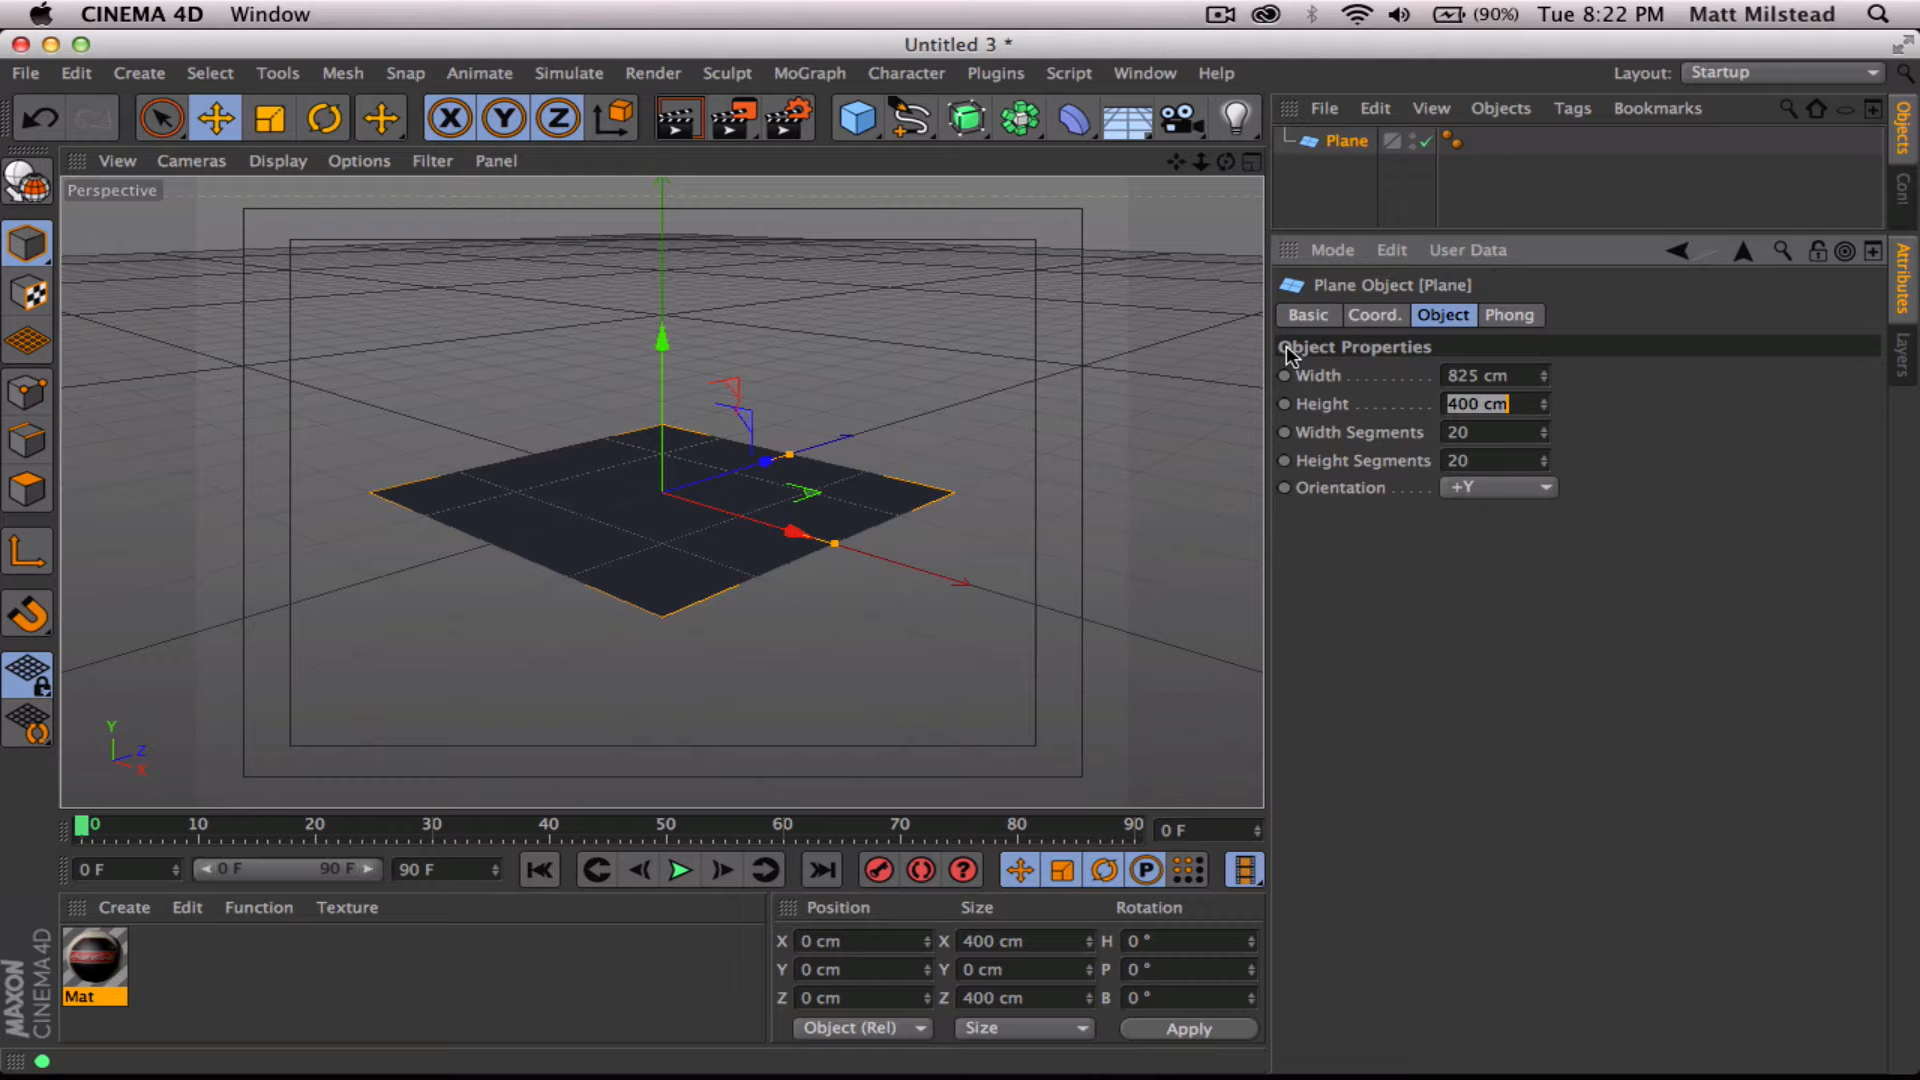 CINEMA 4D Window (90%) Tue 8:22 PM Matt Milstead
Untitled 3 *
File Edit Create Select Tools Mesh Snap Animate Simulate Render Sculpt MoGraph Character Plugins Script Window Help Layout: Startup
X Y Z
File Edit View Objects Tags Bookmarks
Objects
Plane
View Cameras Display Options Filter Panel
Perspective
Mode Edit User Data
Attributes
Layers
Plane Object [Plane]
Basic Coord. Object Phong
Object Properties
Width 825 cm
Height 400 cm
Width Segments 20
Height Segments 20
Orientation +Y
Y
Z
X
0 10 20 30 40 50 60 70 80 90 0 F
0 F 0 F 90 F 90 F ? P
Create Edit Function Texture
Position Size Rotation
X 0 cm X 400 cm H 0 °
Y 0 cm Y 0 cm P 0 °
Z 0 cm Z 400 cm B 0 °
Object (Rel) Size Apply
Mat
MAXON
CINEMA 4D